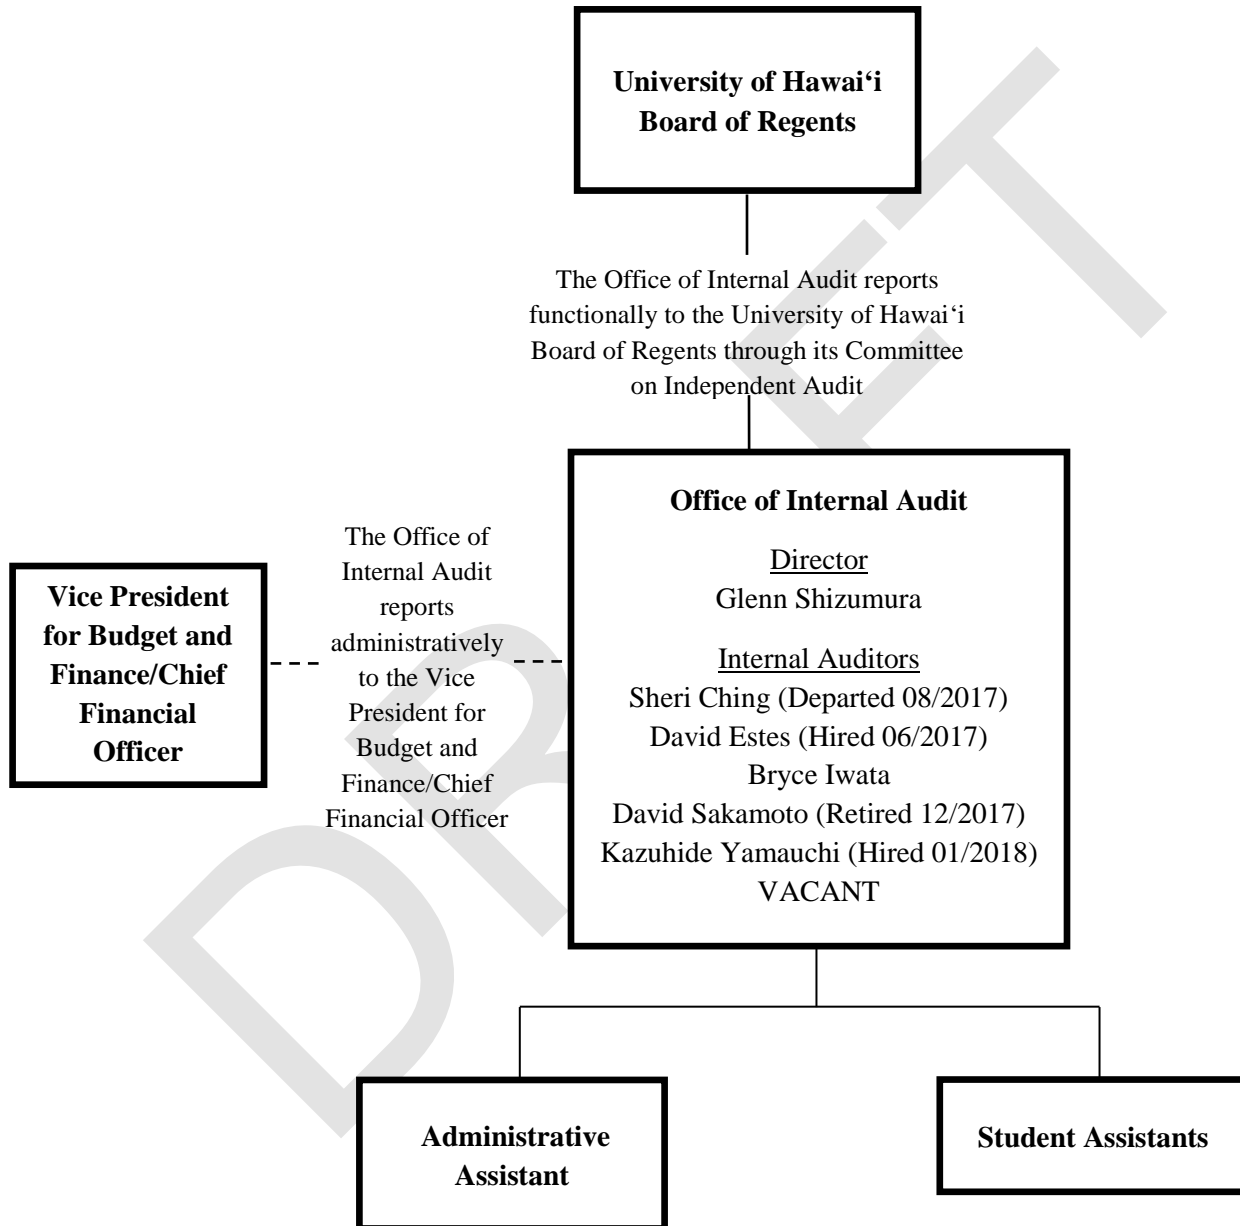 University of Hawai‘i
Board of Regents
The Office of Internal Audit reports
functionally to the University of Hawai‘i
Board of Regents through its Committee
on Independent Audit
Office of Internal Audit
Director
Glenn Shizumura
Internal Auditors
Sheri Ching (Departed 08/2017)
David Estes (Hired 06/2017)
Bryce Iwata
David Sakamoto (Retired 12/2017)
Kazuhide Yamauchi (Hired 01/2018)
VACANT
The Office of
Internal Audit
reports
administratively
to the Vice
President for
Budget and
Finance/Chief
Financial Officer
Vice President
for Budget and
Finance/Chief
Financial
Officer
Administrative
Assistant
Student Assistants
DRAFT